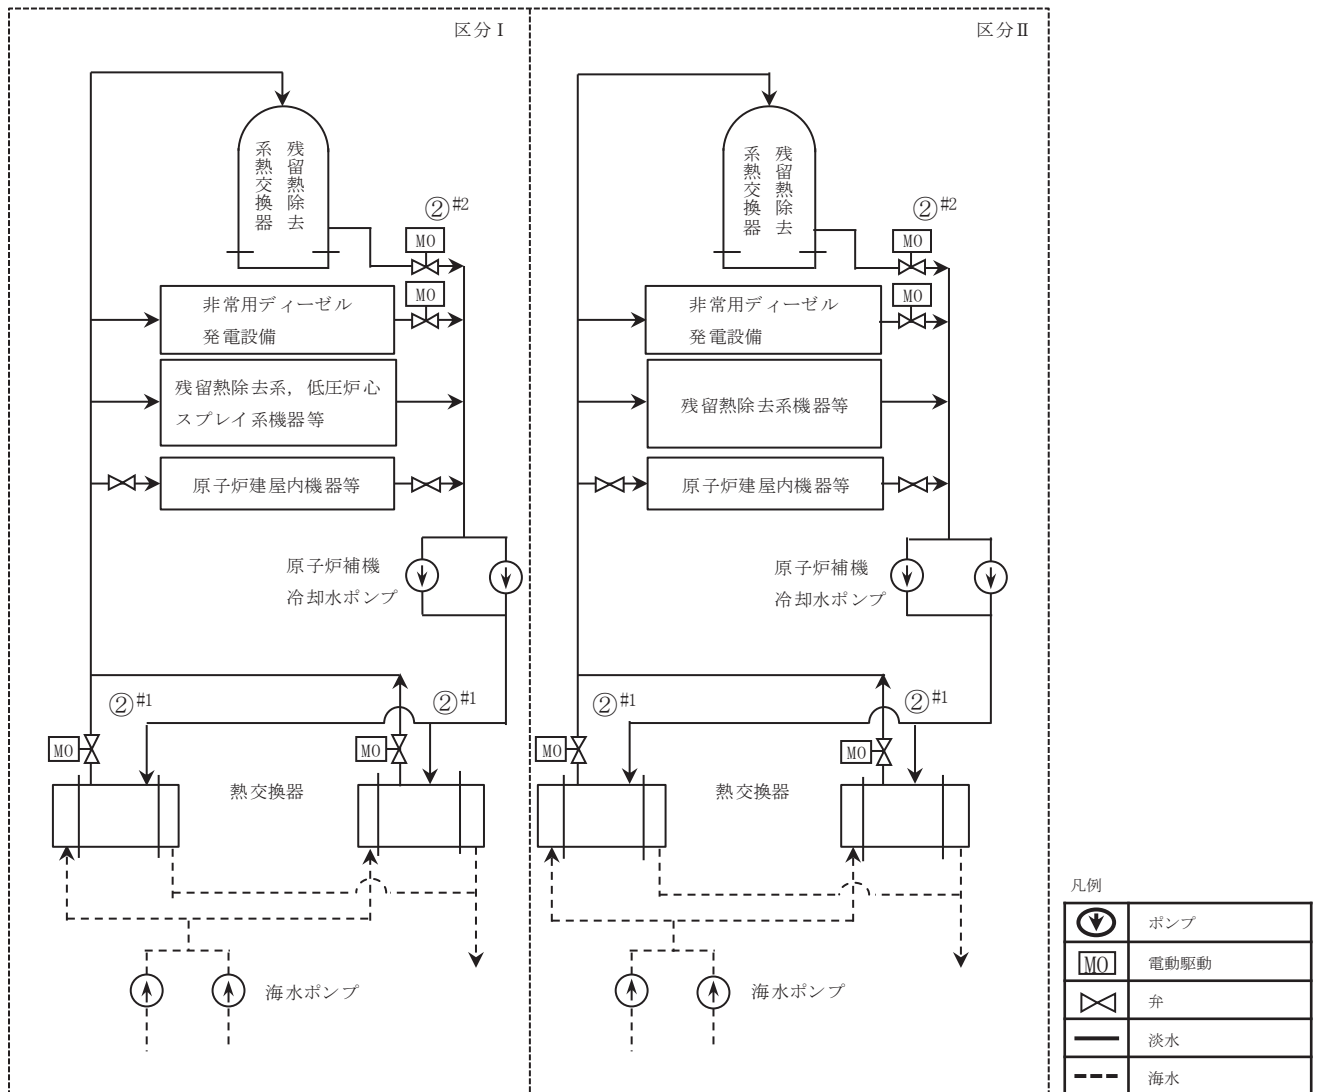 区分Ⅰ
残留熱除去
系熱交換器
②#2
MO
MO
非常用ディーゼル
発電設備
残留熱除去系，低圧炉心
スプレイ系機器等
原子炉建屋内機器等
原子炉補機
冷却水ポンプ
②#1
②#1
MO
MO
熱交換器
海水ポンプ
区分Ⅱ
残留熱除去
系熱交換器
②#2
MO
MO
非常用ディーゼル
発電設備
残留熱除去系機器等
原子炉建屋内機器等
原子炉補機
冷却水ポンプ
②#1
②#1
MO
MO
熱交換器
海水ポンプ
凡例
ポンプ
MO
電動駆動
弁
淡水
海水